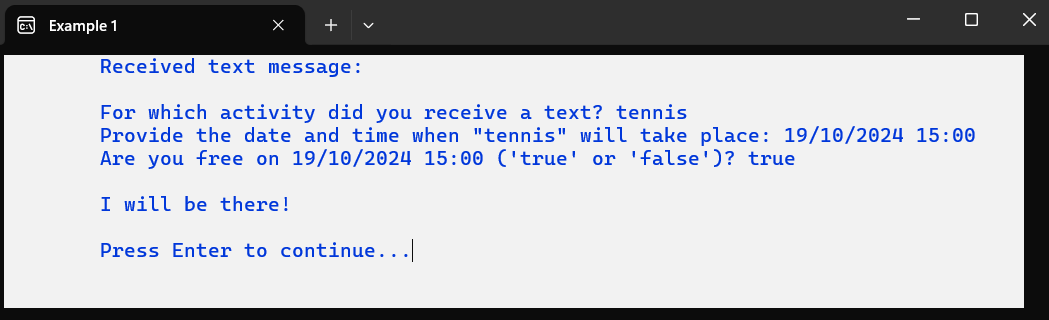 Example 1
Received text message:
For which activity did you receive a text? tennis
Provide the date and time when "tennis" will take place: 19/10/2024 15:00
Are you free on 19/10/2024 15:00 ('true' or 'false')? true
I will be there!
Press Enter to continue...